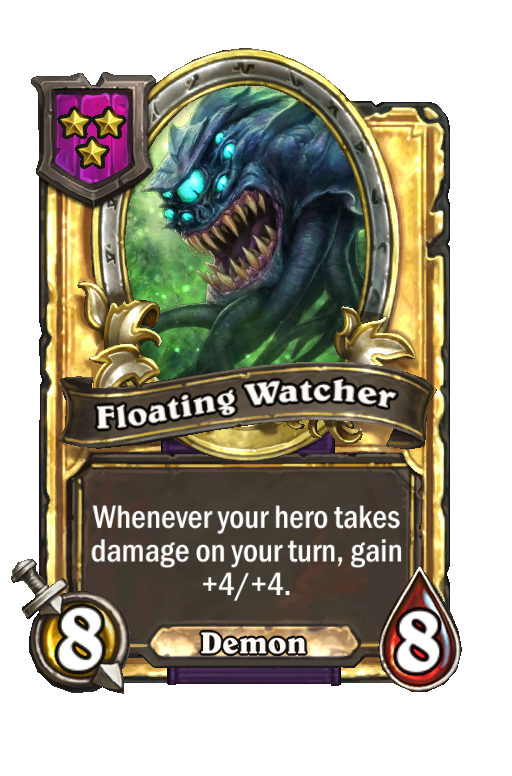 Floating Watcher
Whenever your hero takes
damage on your turn, gain
+4/+4.
8
Demon
8